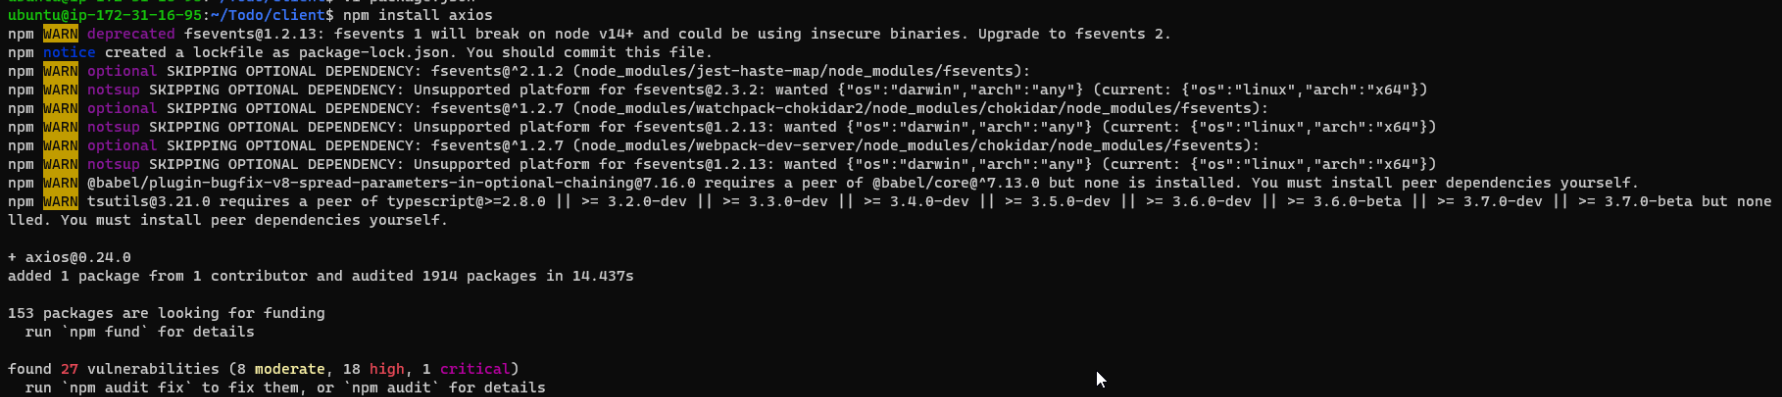 ubuntu@ip-172-31-16-95:~/Todo/client$ npm install axios
npm WARN deprecated fsevents@1.2.13: fsevents 1 will break on node v14+ and could be using insecure binaries. Upgrade to fsevents 2.
npm notice created a lockfile as package-lock.json. You should commit this file.
npm WARN optional SKIPPING OPTIONAL DEPENDENCY: fsevents@^2.1.2 (node_modules/jest-haste-map/node_modules/fsevents):
npm WARN notsup SKIPPING OPTIONAL DEPENDENCY: Unsupported platform for fsevents@2.3.2: wanted {"os":"darwin","arch":"any"} (current: {"os":"linux","arch":"x64"})
npm WARN optional SKIPPING OPTIONAL DEPENDENCY: fsevents@^1.2.7 (node_modules/watchpack-chokidar2/node_modules/chokidar/node_modules/fsevents):
npm WARN notsup SKIPPING OPTIONAL DEPENDENCY: Unsupported platform for fsevents@1.2.13: wanted {"os":"darwin","arch":"any"} (current: {"os":"linux","arch":"x64"})
npm WARN optional SKIPPING OPTIONAL DEPENDENCY: fsevents@^1.2.7 (node_modules/webpack-dev-server/node_modules/chokidar/node_modules/fsevents):
npm WARN notsup SKIPPING OPTIONAL DEPENDENCY: Unsupported platform for fsevents@1.2.13: wanted {"os":"darwin","arch":"any"} (current: {"os":"linux","arch":"x64"})
npm WARN @babel/plugin-bugfix-v8-spread-parameters-in-optional-chaining@7.16.0 requires a peer of @babel/core@^7.13.0 but none is installed. You must install peer dependencies yourself.
npm WARN tsutils@3.21.0 requires a peer of typescript@>=2.8.0 || >= 3.2.0-dev || >= 3.3.0-dev || >= 3.4.0-dev || >= 3.5.0-dev || >= 3.6.0-dev || >= 3.6.0-beta || >= 3.7.0-dev || >= 3.7.0-beta but none
lled. You must install peer dependencies yourself.
+ axios@0.24.0
added 1 package from 1 contributor and audited 1914 packages in 14.437s
153 packages are looking for funding
run `npm fund` for details
found 27 vulnerabilities (8 moderate, 18 high, 1 critical)
run `npm audit fix` to fix them, or `npm audit` for details